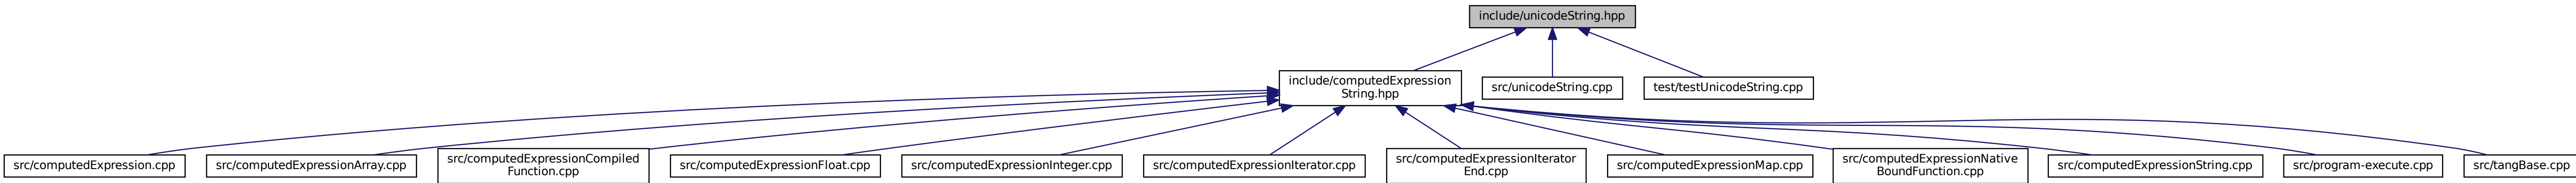 include/unicodeString.hpp
include/computedExpression
String.hpp
src/unicodeString.cpp
test/testUnicodeString.cpp
src/computedExpression.cpp
src/computedExpressionArray.cpp
src/computedExpressionCompiled
Function.cpp
src/computedExpressionFloat.cpp
src/computedExpressionInteger.cpp
src/computedExpressionIterator.cpp
src/computedExpressionIterator
End.cpp
src/computedExpressionMap.cpp
src/computedExpressionNative
BoundFunction.cpp
src/computedExpressionString.cpp
src/program-execute.cpp
src/tangBase.cpp